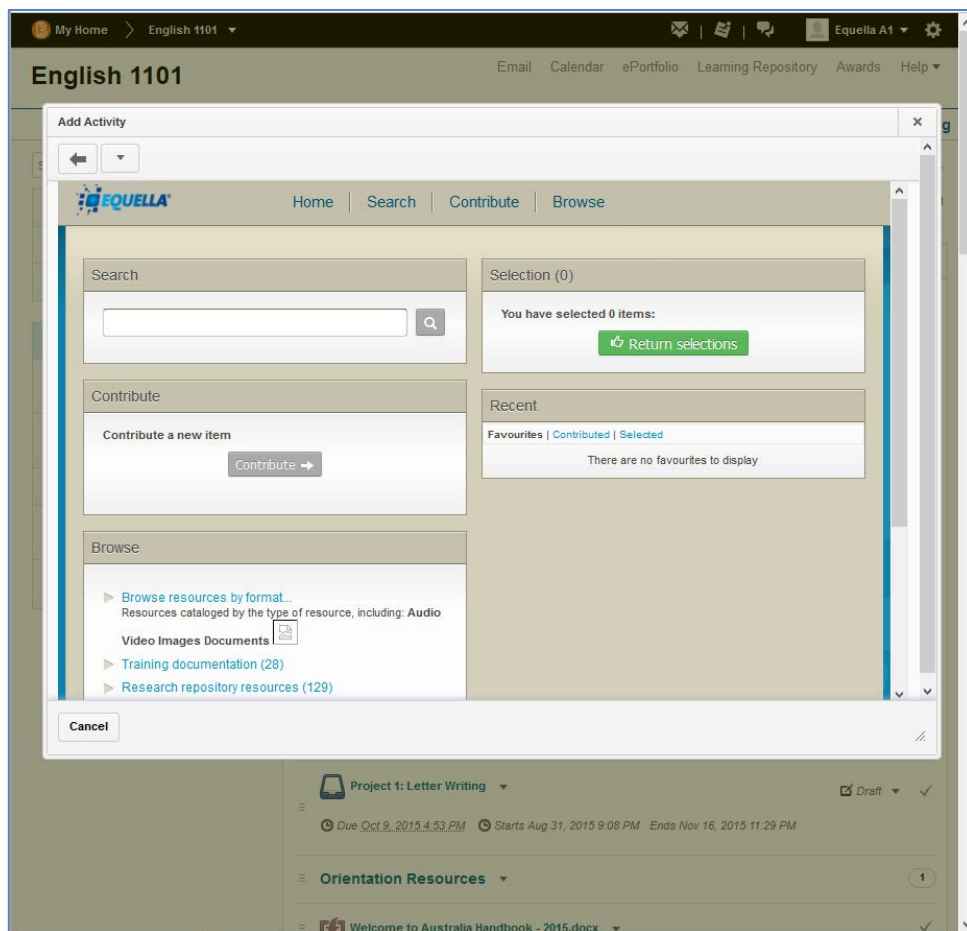 My Home English 1101 Equella A1
English 1101
Email Calendar ePortfolio Learning Repository Awards Help
g
Add Activity
EQUELLA
Home Search Contribute Browse
Search
Selection (0)
You have selected 0 items:
Return selections
Contribute
Contribute a new item
Contribute
Recent
Favourites | Contributed | Selected
There are no favourites to display
Browse
Browse resources by format...
Resources cataloged by the type of resource, including: Audio
Video Images Documents
Training documentation (28)
Research repository resources (129)
Cancel
Project 1: Letter Writing Draft
Due Oct 9, 2015 4:53 PM Starts Aug 31, 2015 9:08 PM Ends Nov 16, 2015 11:29 PM
Orientation Resources 1
Welcome to Australia Handbook - 2015.docx